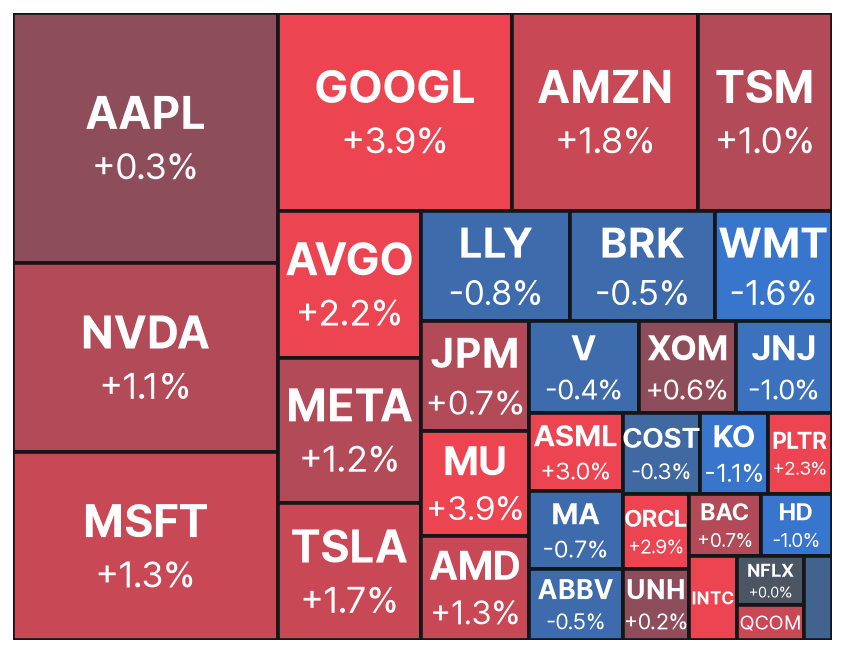 AAPL
+0.3%
GOOGL
+3.9%
AMZN
+1.8%
TSM
+1.0%
NVDA
+1.1%
MSFT
+1.3%
AVGO
+2.2%
META
+1.2%
TSLA
+1.7%
LLY
-0.8%
BRK
-0.5%
WMT
-1.6%
JPM
+0.7%
MU
+3.9%
AMD
+1.3%
V
-0.4%
XOM
+0.6%
JNJ
-1.0%
ASML
+3.0%
COST
-0.3%
KO
-1.1%
PLTR
+2.3%
MA
-0.7%
ORCL
+2.9%
BAC
+0.7%
HD
-1.0%
ABBV
-0.5%
UNH
+0.2%
INTC
NFLX
+0.0%
QCOM